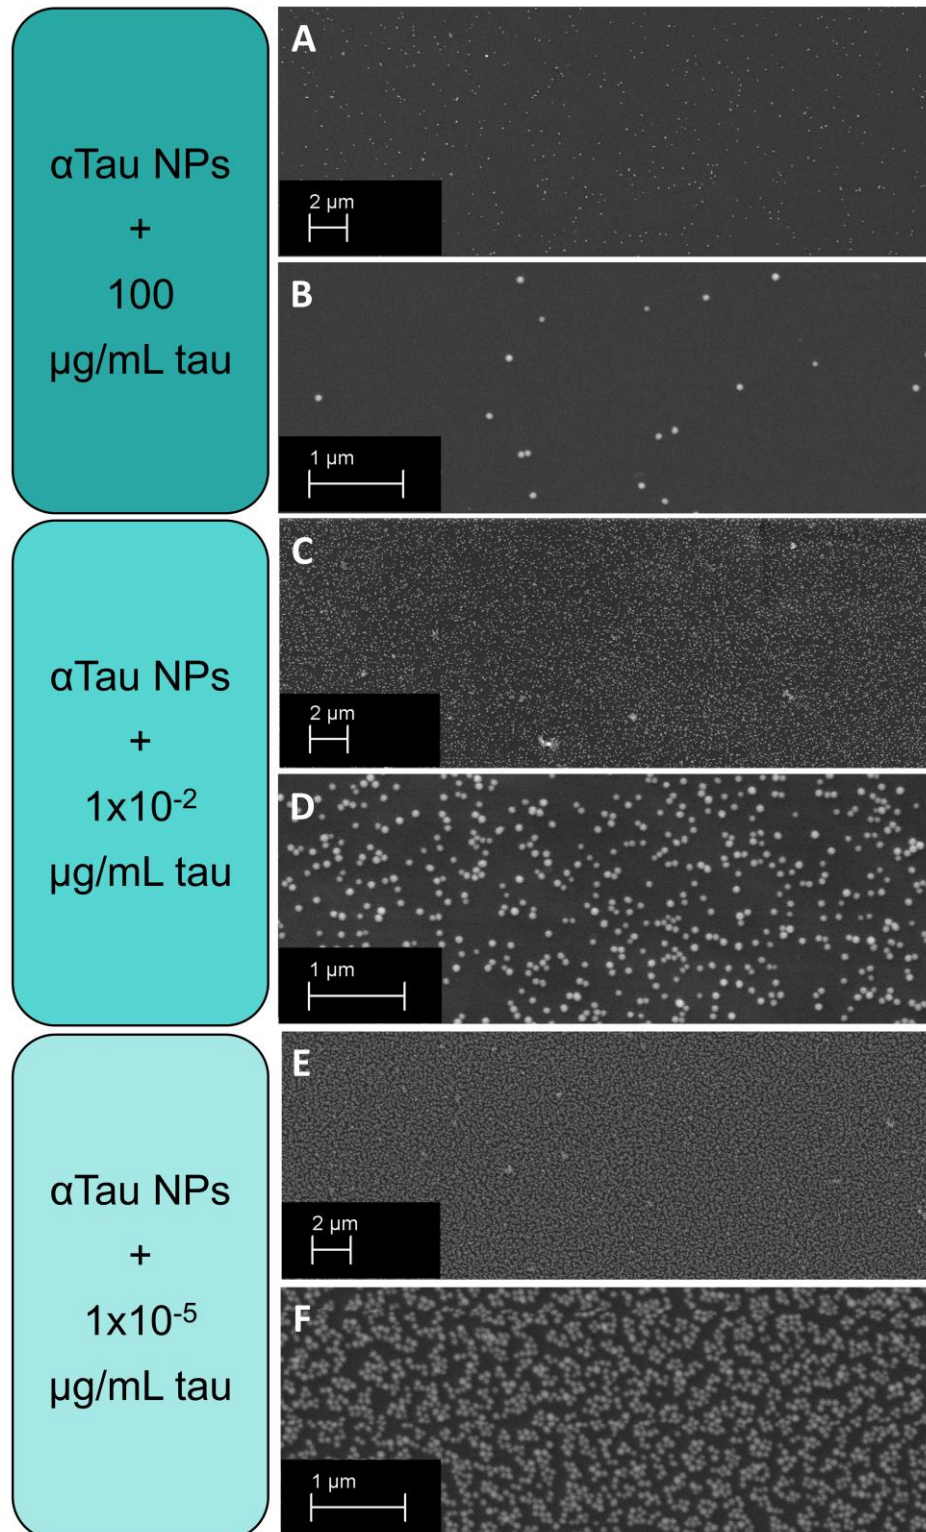 αTau NPs
+
100
µg/mL tau
A
2 µm
B
1 µm
αTau NPs
+
1x10⁻²
µg/mL tau
C
2 µm
D
1 µm
αTau NPs
+
1x10⁻⁵
µg/mL tau
E
2 µm
F
1 µm